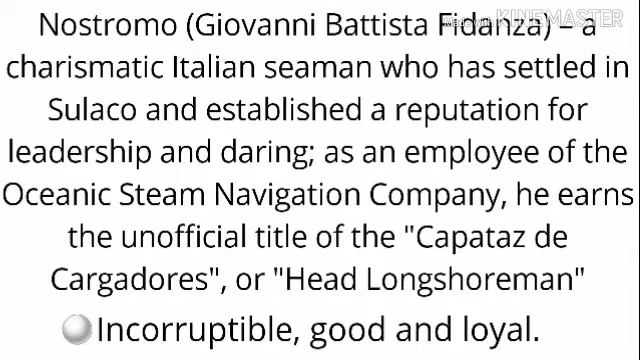 Nostromo (Giovanni Battista Fidanza) – a
charismatic Italian seaman who has settled in
Sulaco and established a reputation for
leadership and daring; as an employee of the
Oceanic Steam Navigation Company, he earns
the unofficial title of the "Capataz de
Cargadores", or "Head Longshoreman"
Incorruptible, good and loyal.
KINEMASTER